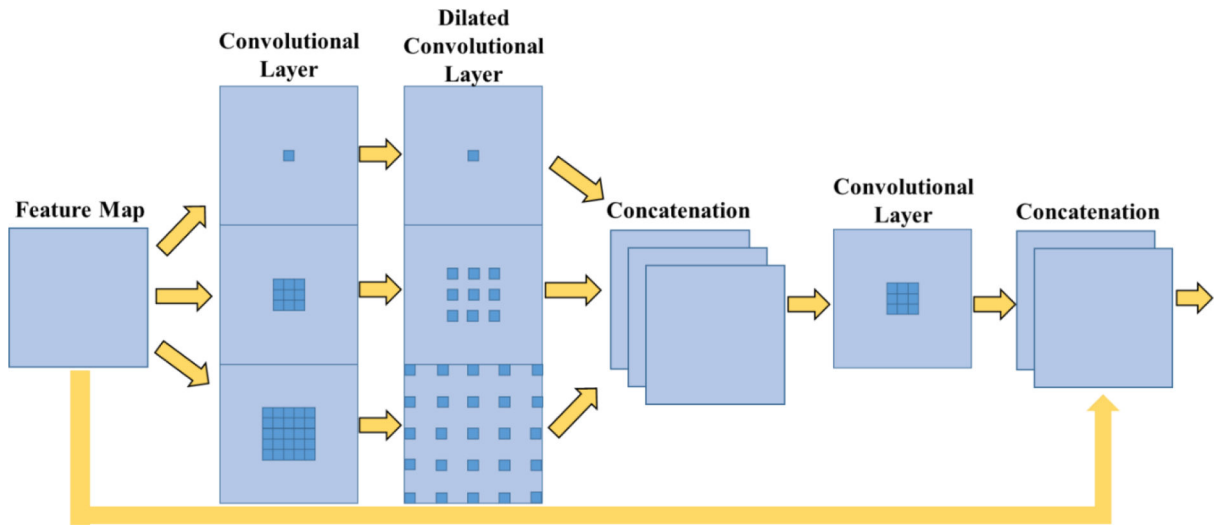 Feature Map
Convolutional
Layer
Dilated
Convolutional
Layer
Concatenation
Convolutional
Layer
Concatenation